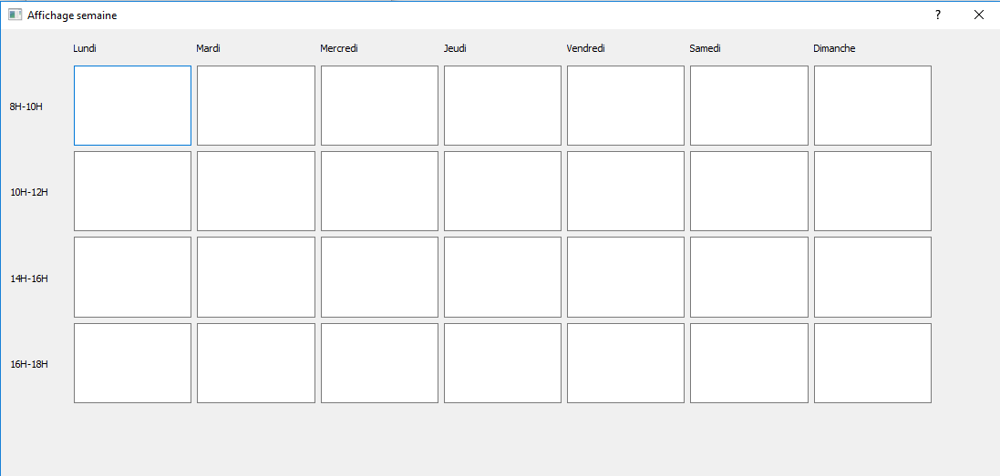 Affichage semaine
Lundi Mardi Mercredi Jeudi Vendredi Samedi Dimanche
8H-10H
10H-12H
14H-16H
16H-18H